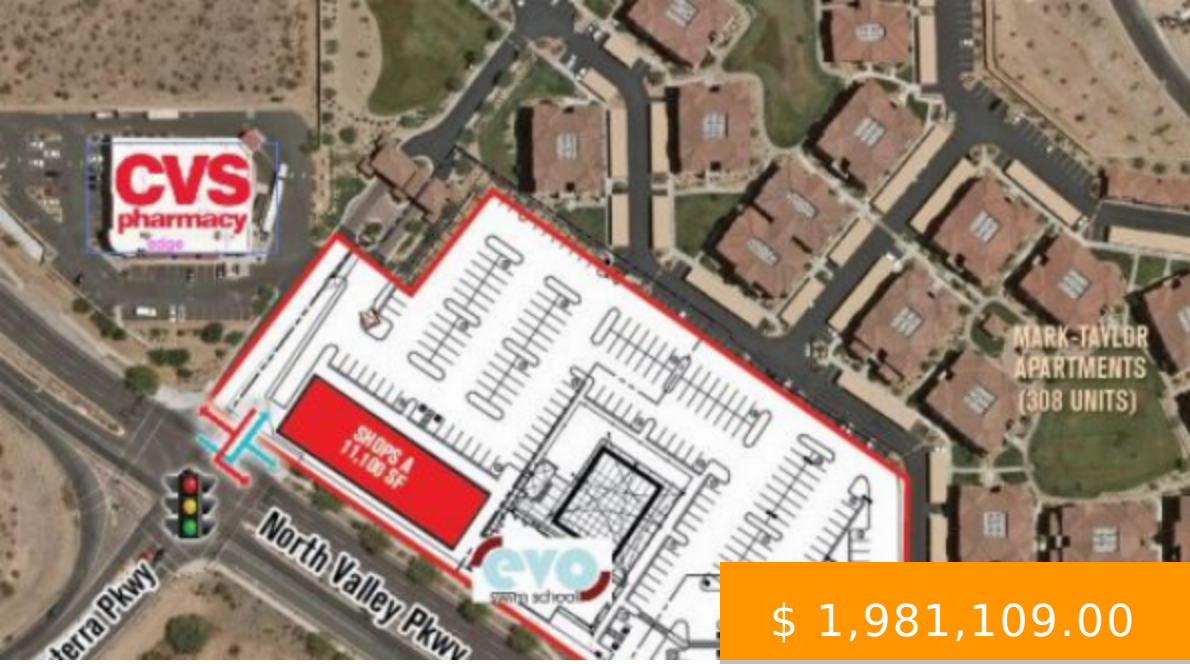 CVS
pharmacy
edge
SHOPS A
11,100 SF
MARK-TAYLOR
APARTMENTS
(308 UNITS)
North Valley Pkwy
terra Pkwy
evo
swim school
$ 1,981,109.00